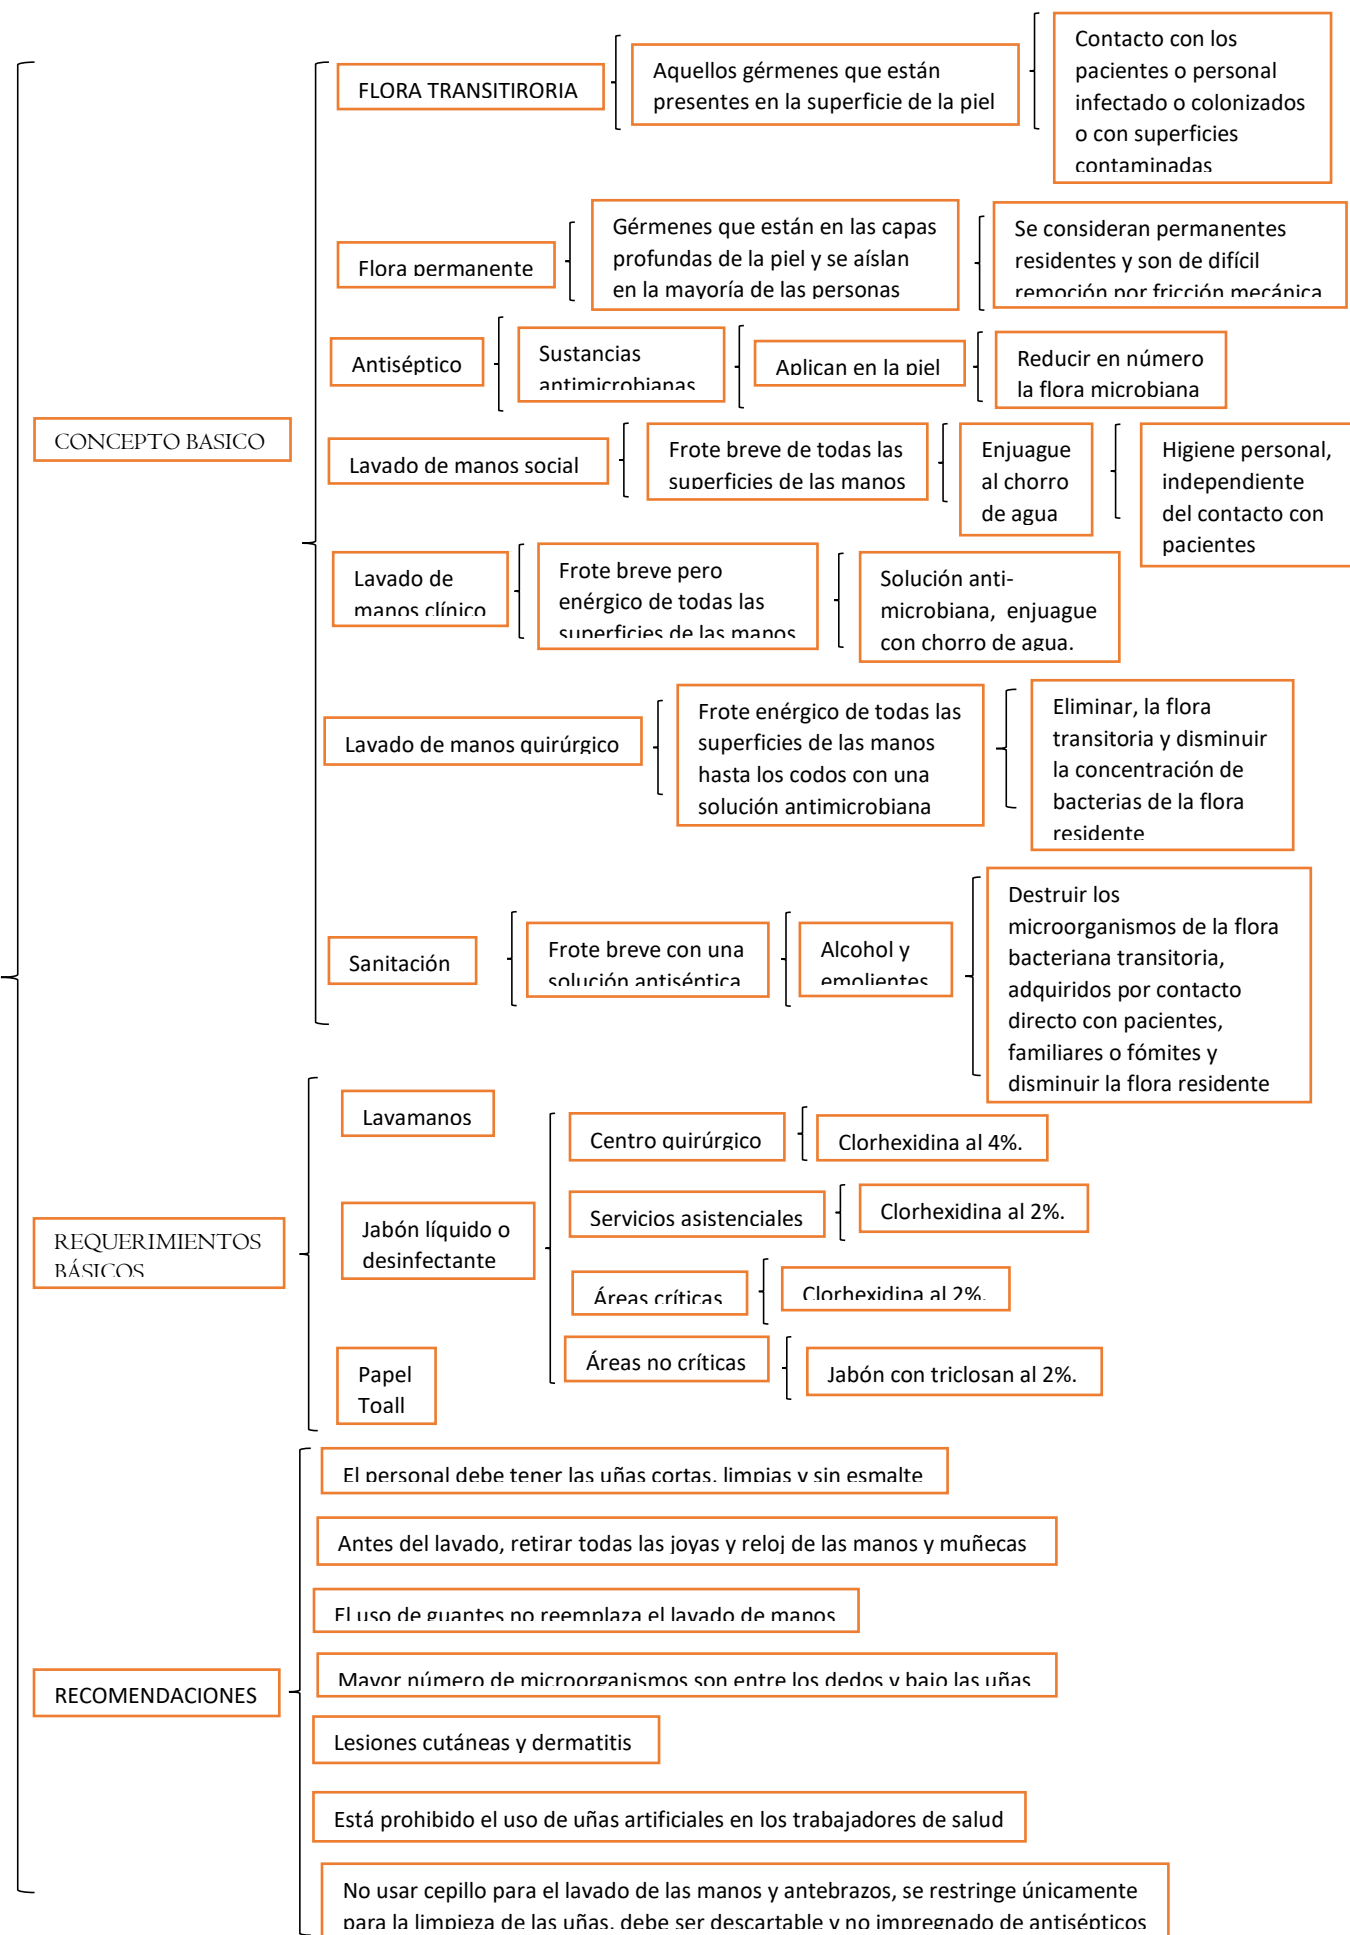 FLORA TRANSITIRORIA
Aquellos gérmenes que están
presentes en la superficie de la piel
Contacto con los
pacientes o personal
infectado o colonizados
o con superficies
contaminadas
Flora permanente
Gérmenes que están en las capas
profundas de la piel y se aíslan
en la mayoría de las personas
Se consideran permanentes
residentes y son de difícil
remoción por fricción mecánica
Antiséptico
Sustancias
antimicrobianas
Aplican en la piel
Reducir en número
la flora microbiana
CONCEPTO BASICO
Lavado de manos social
Frote breve de todas las
superficies de las manos
Enjuague
al chorro
de agua
Higiene personal,
independiente
del contacto con
pacientes
Lavado de
manos clínico
Frote breve pero
enérgico de todas las
superficies de las manos
Solución anti-
microbiana, enjuague
con chorro de agua.
Lavado de manos quirúrgico
Frote enérgico de todas las
superficies de las manos
hasta los codos con una
solución antimicrobiana
Eliminar, la flora
transitoria y disminuir
la concentración de
bacterias de la flora
residente
Sanitación
Frote breve con una
solución antiséptica
Alcohol y
emolientes
Destruir los
microorganismos de la flora
bacteriana transitoria,
adquiridos por contacto
directo con pacientes,
familiares o fómites y
disminuir la flora residente
REQUERIMIENTOS
BÁSICOS
Lavamanos
Jabón líquido o
desinfectante
Centro quirúrgico
Clorhexidina al 4%.
Servicios asistenciales
Clorhexidina al 2%.
Áreas críticas
Clorhexidina al 2%.
Áreas no críticas
Jabón con triclosan al 2%.
Papel
Toall
RECOMENDACIONES
El personal debe tener las uñas cortas, limpias y sin esmalte
Antes del lavado, retirar todas las joyas y reloj de las manos y muñecas
El uso de guantes no reemplaza el lavado de manos
Mayor número de microorganismos son entre los dedos y bajo las uñas
Lesiones cutáneas y dermatitis
Está prohibido el uso de uñas artificiales en los trabajadores de salud
No usar cepillo para el lavado de las manos y antebrazos, se restringe únicamente
para la limpieza de las uñas, debe ser descartable y no impregnado de antisépticos